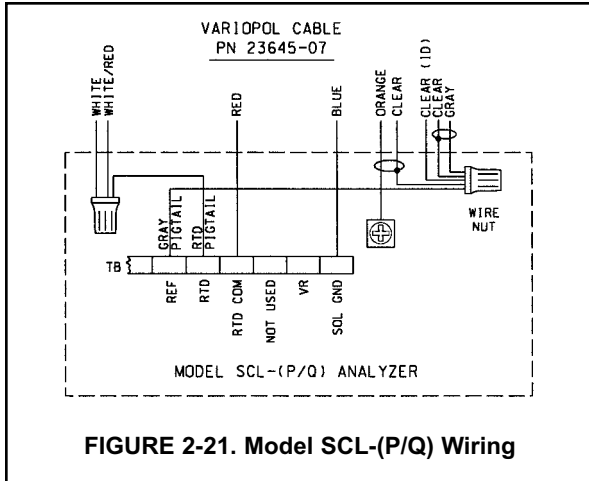 VARIOPOL CABLE
PN 23645-07
WHITE
WHITE/RED
RED
BLUE
ORANGE
CLEAR
CLEAR (ID)
CLEAR
GRAY
WIRE
NUT
GRAY
PIGTAIL
RTD
PIGTAIL
TB
REF
RTD
RTD COM
NOT USED
VR
SOL GND
MODEL SCL-(P/Q) ANALYZER
FIGURE 2-21. Model SCL-(P/Q) Wiring